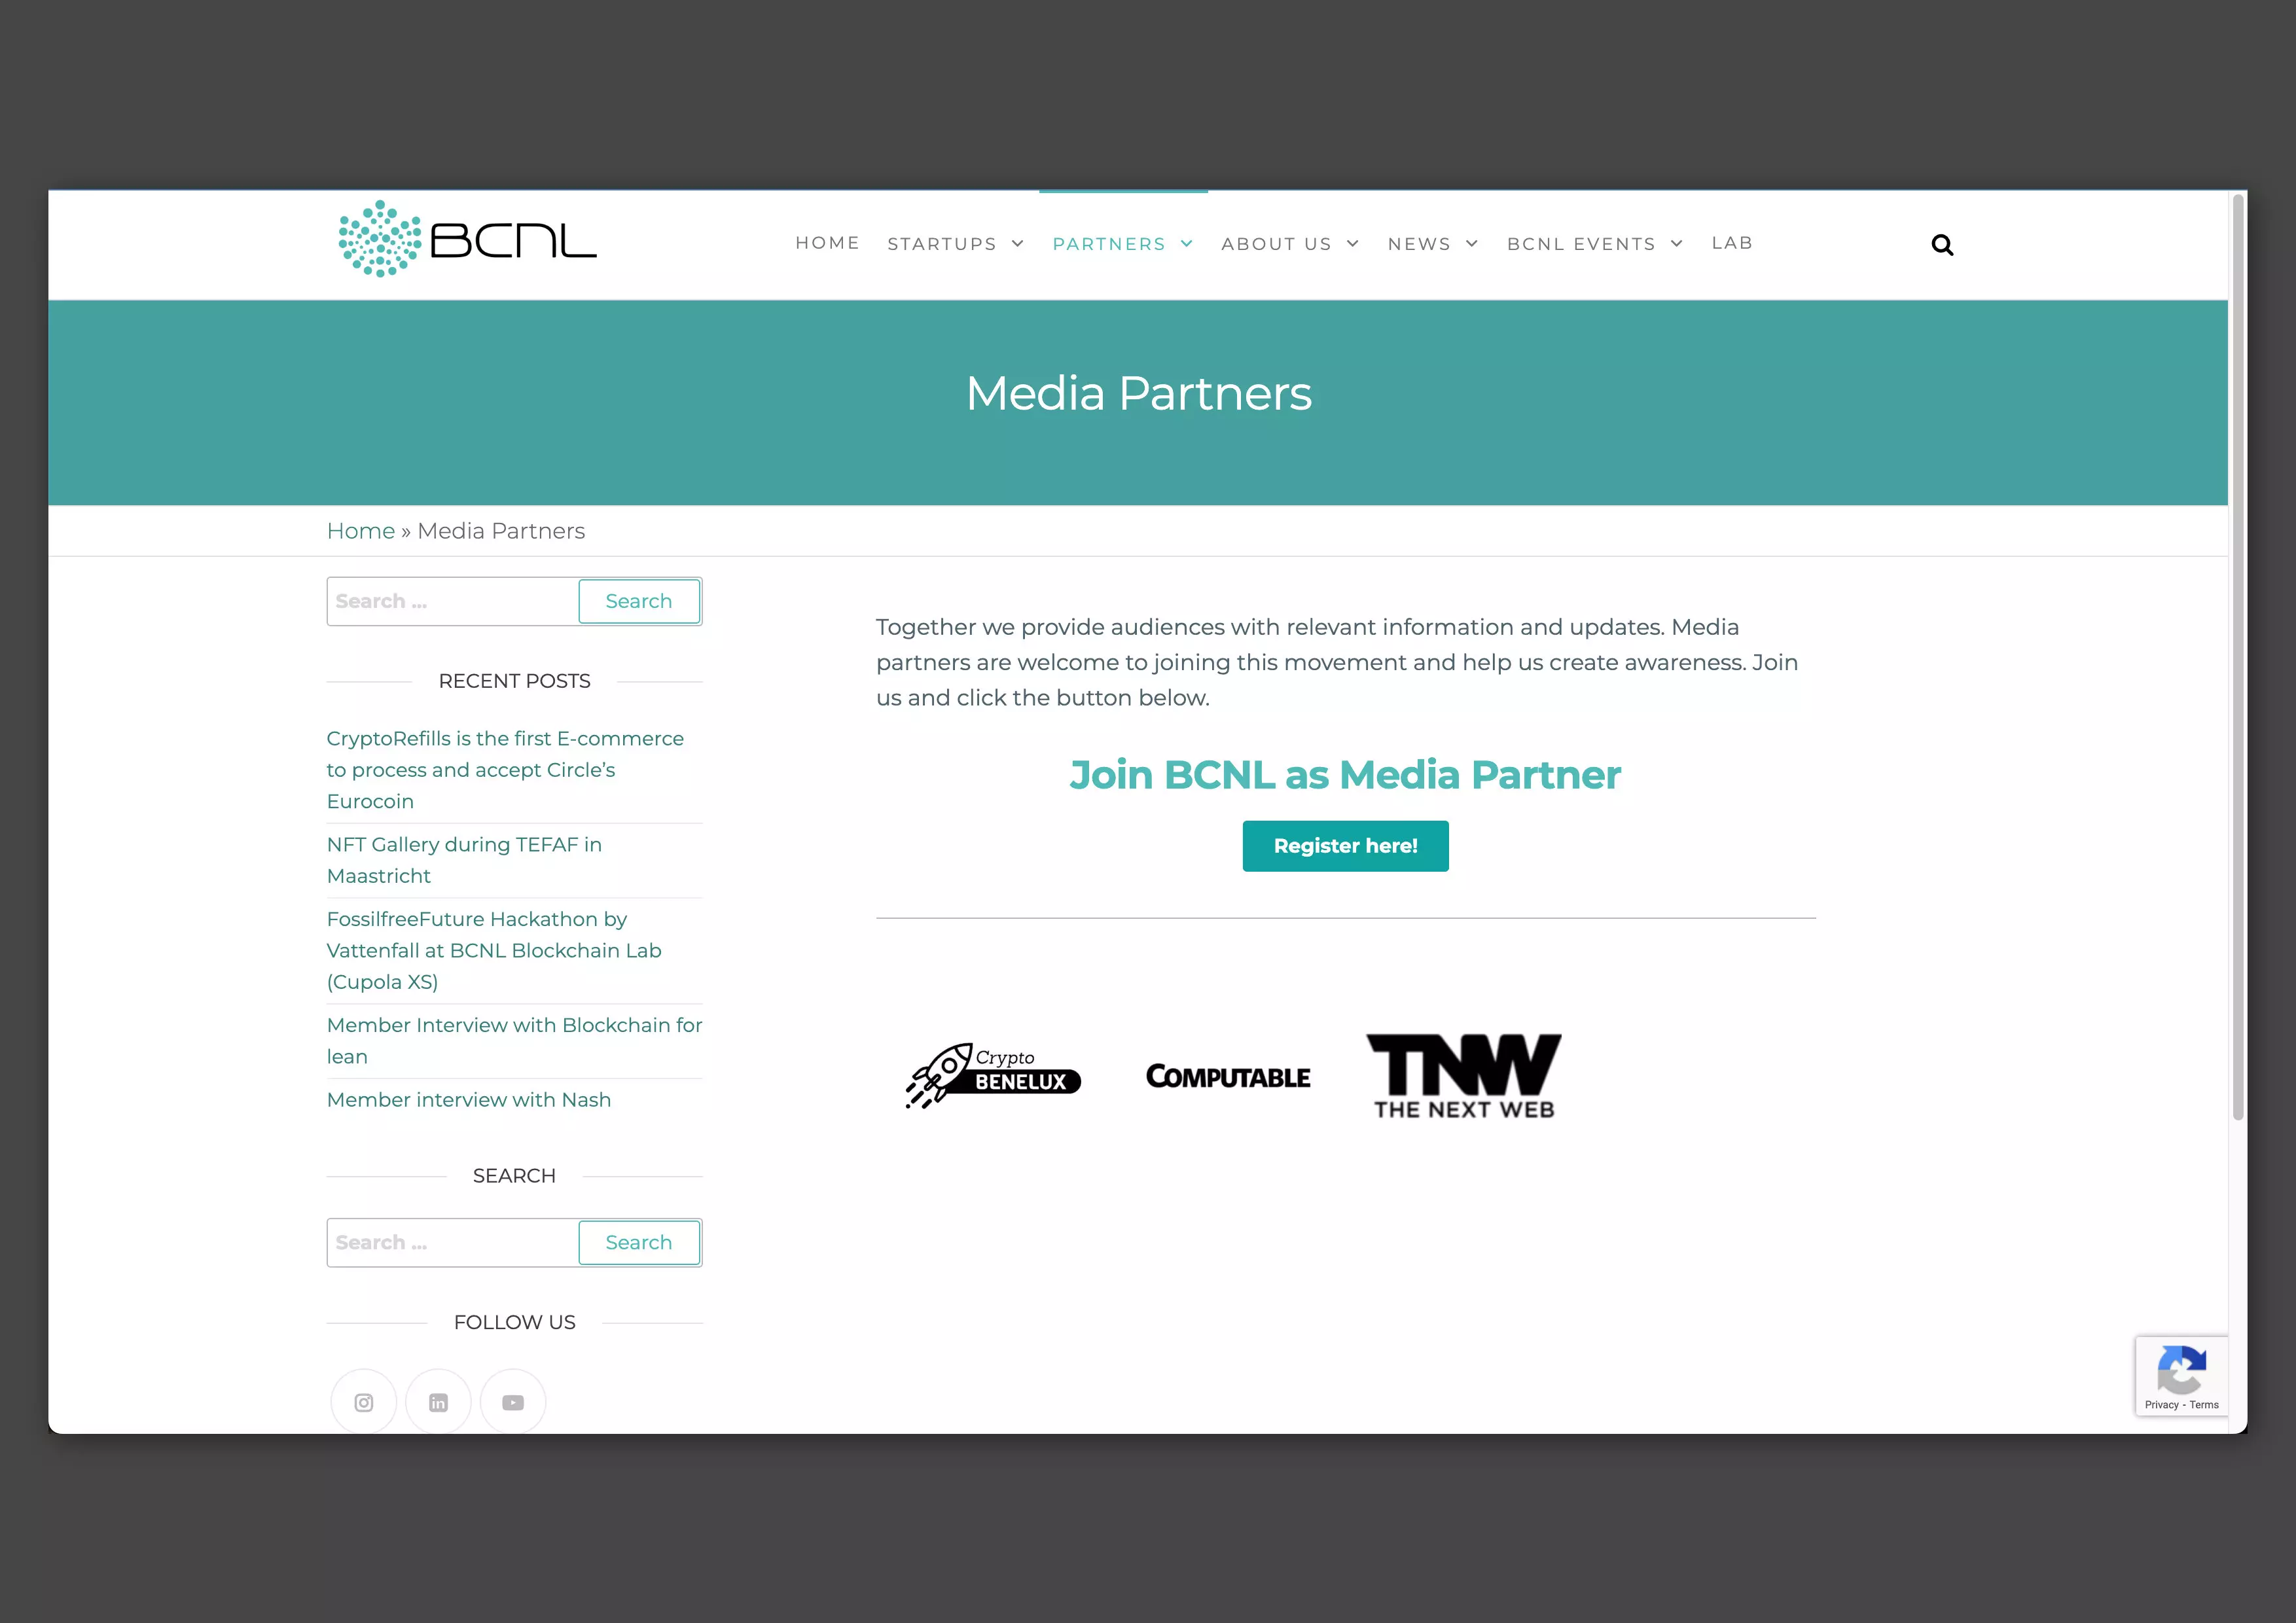 BCNL
HOME STARTUPS PARTNERS ABOUT US NEWS BCNL EVENTS LAB
Media Partners
Home » Media Partners
Search ... Search
RECENT POSTS
CryptoRefills is the first E-commerce
to process and accept Circle’s
Eurocoin
NFT Gallery during TEFAF in
Maastricht
FossilfreeFuture Hackathon by
Vattenfall at BCNL Blockchain Lab
(Cupola XS)
Member Interview with Blockchain for
lean
Member interview with Nash
SEARCH
Search ... Search
FOLLOW US
Together we provide audiences with relevant information and updates. Media
partners are welcome to joining this movement and help us create awareness. Join
us and click the button below.
Join BCNL as Media Partner
Register here!
Crypto
BENELUX
COMPUTABLE
TNW
THE NEXT WEB
Privacy - Terms